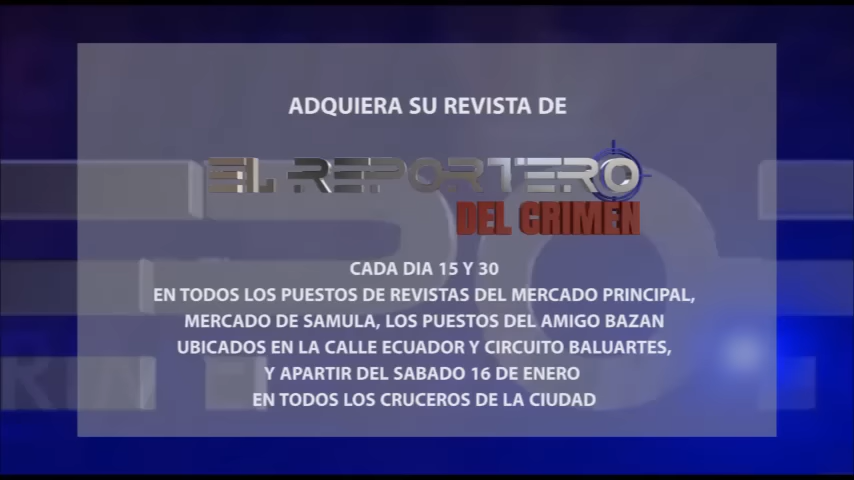 ADQUIERA SU REVISTA DE
EL REPORTERO
DEL CRIMEN
CADA DIA 15 Y 30
EN TODOS LOS PUESTOS DE REVISTAS DEL MERCADO PRINCIPAL,
MERCADO DE SAMULA, LOS PUESTOS DEL AMIGO BAZAN
UBICADOS EN LA CALLE ECUADOR Y CIRCUITO BALUARTES,
Y APARTIR DEL SABADO 16 DE ENERO
EN TODOS LOS CRUCEROS DE LA CIUDAD